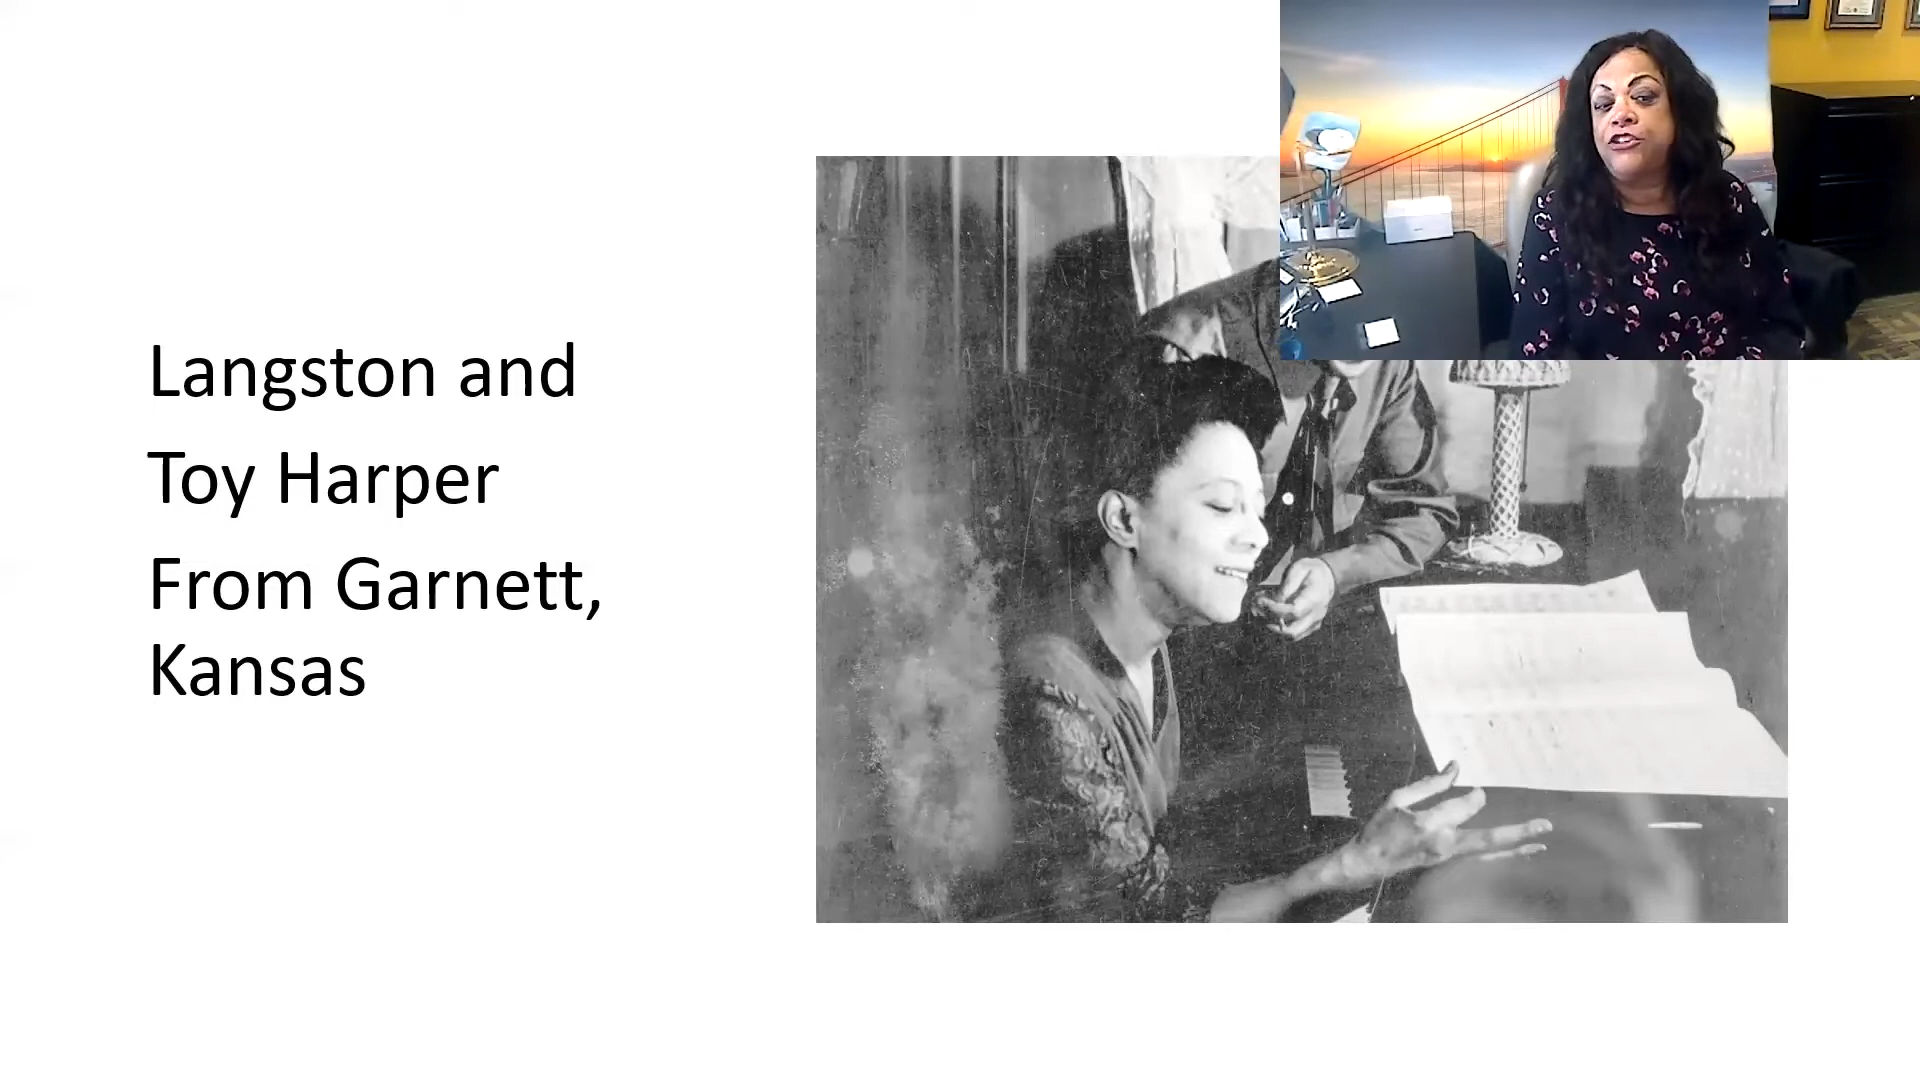 Langston and
Toy Harper
From Garnett,
Kansas